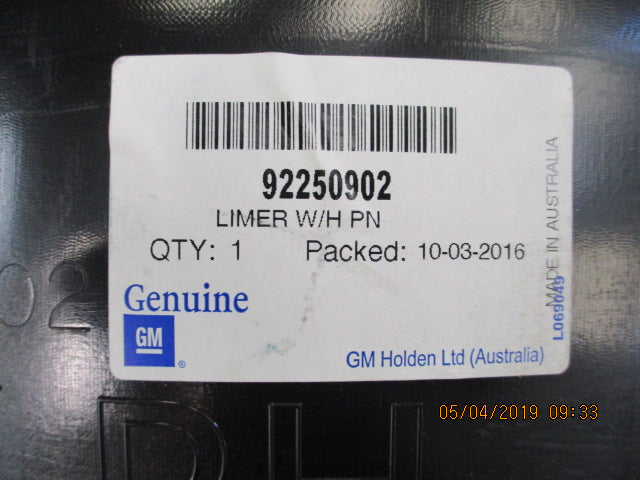 92250902
LIMER W/H PN
QTY: 1 Packed: 10-03-2016
MADE IN AUSTRALIA
L069049
Genuine
GM
®
GM Holden Ltd (Australia)
02
05/04/2019 09:33